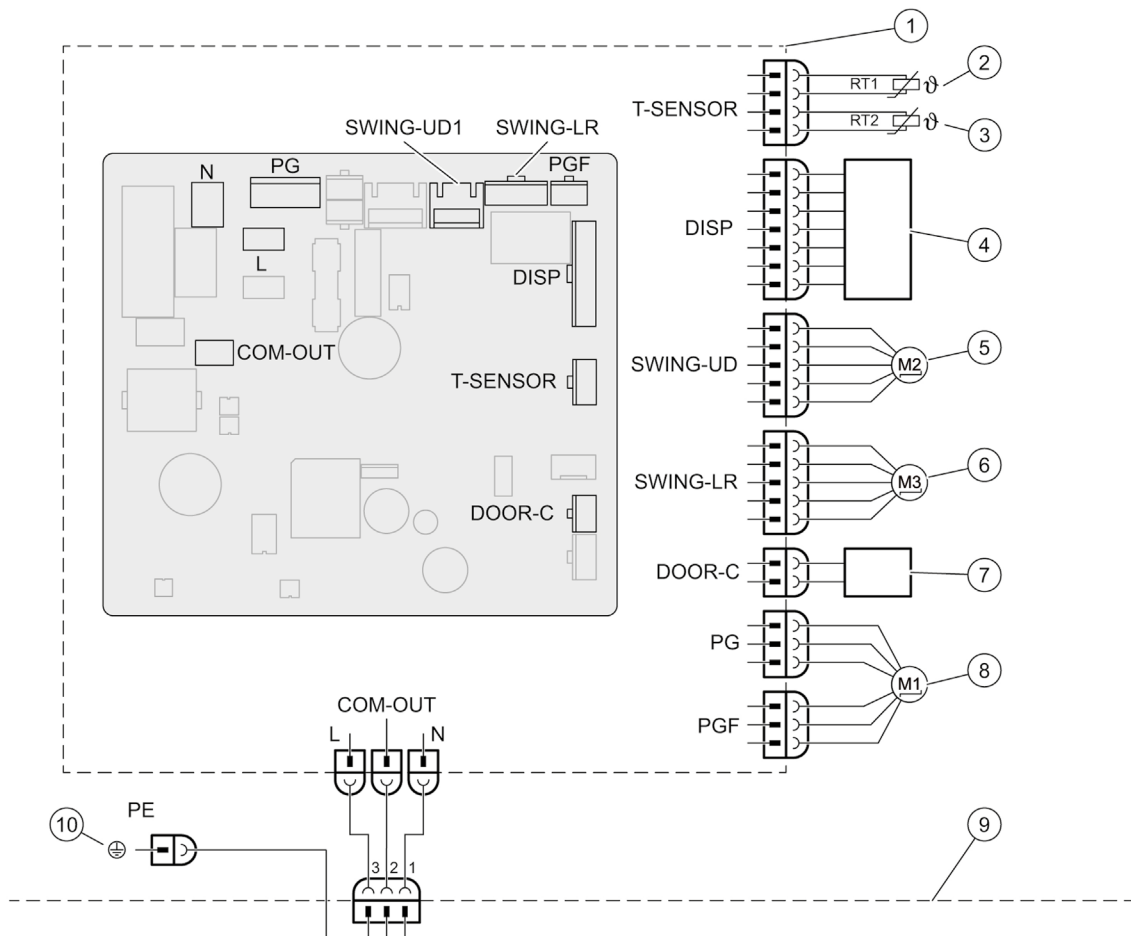 1
2
RT1 ϑ
T-SENSOR
SWING-UD1 SWING-LR
RT2 ϑ
3
N PG PGF
DISP
4
L
DISP
COM-OUT
5
SWING-UD M2
T-SENSOR
6
SWING-LR M3
DOOR-C
DOOR-C
7
PG
8
M1
COM-OUT
PGF
L N
PE
10
9
3 2 1